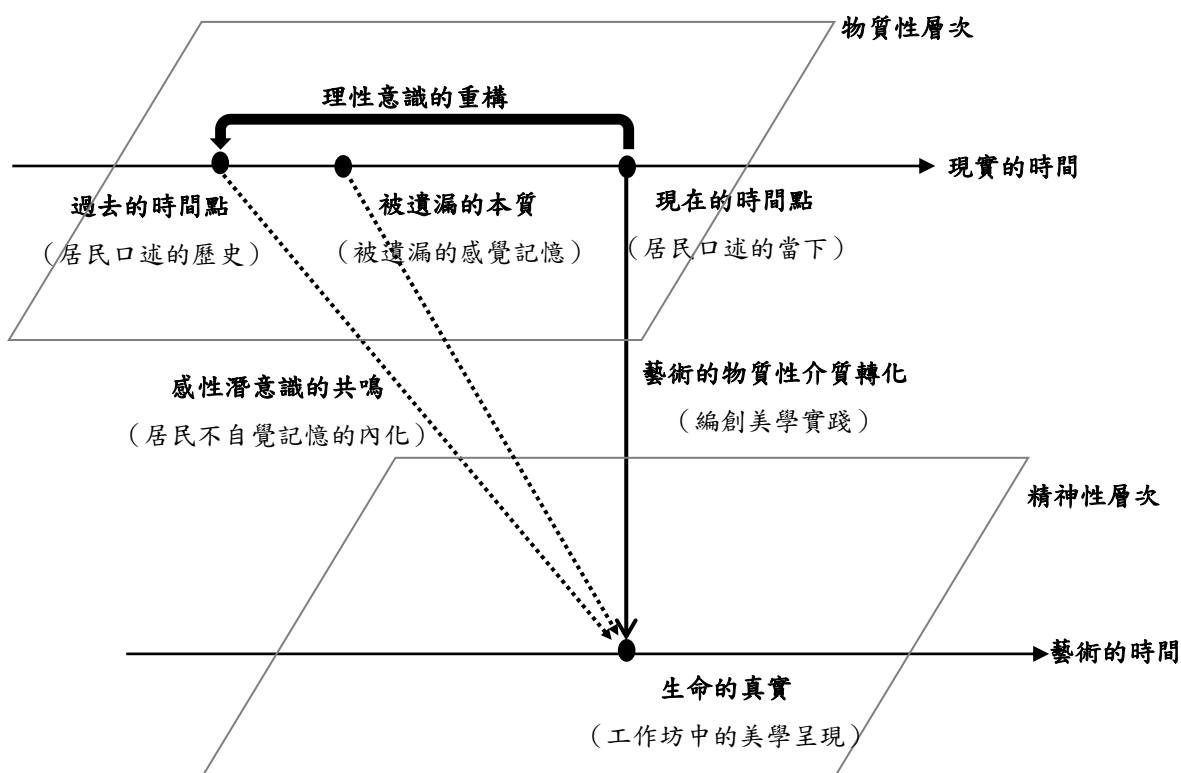 物質性層次
理性意識的重構
現實的時間
過去的時間點
被遺漏的本質
現在的時間點
（居民口述的歷史）
（被遺漏的感覺記憶）
（居民口述的當下）
感性潛意識的共鳴
（居民不自覺記憶的內化）
藝術的物質性介質轉化
（編創美學實踐）
精神性層次
藝術的時間
生命的真實
（工作坊中的美學呈現）